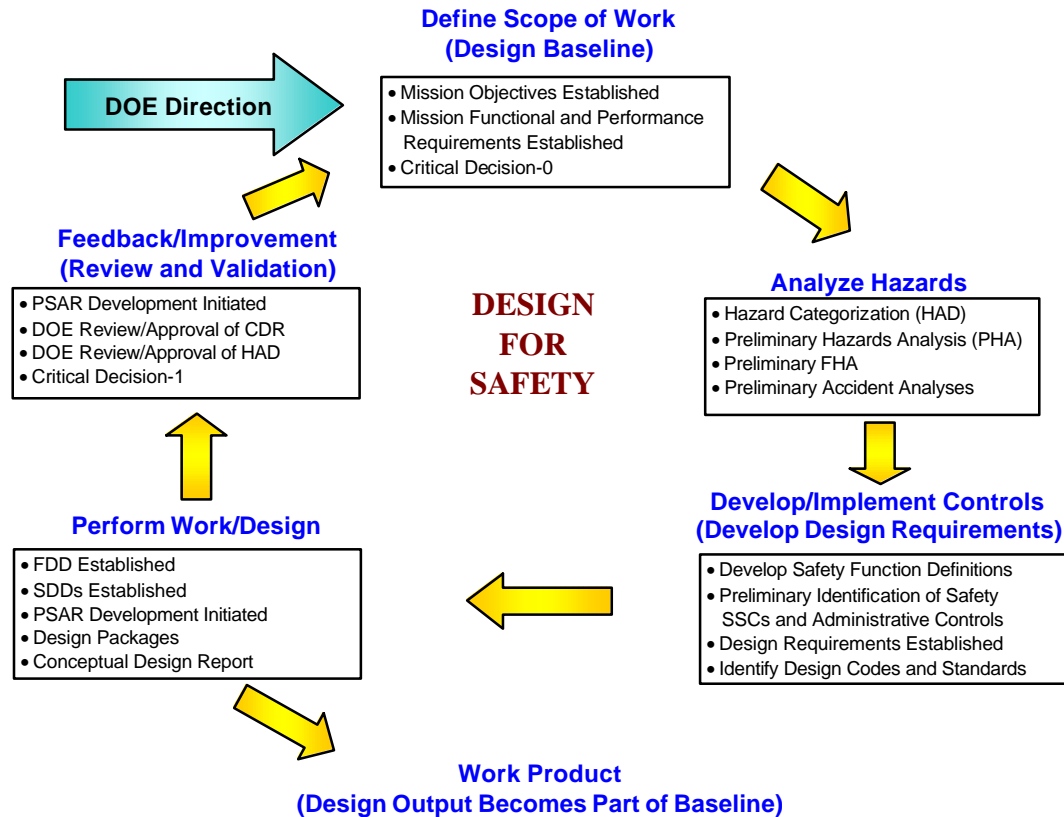 Define Scope of Work
(Design Baseline)
DOE Direction
• Mission Objectives Established
• Mission Functional and Performance
Requirements Established
• Critical Decision-0
Feedback/Improvement
(Review and Validation)
• PSAR Development Initiated
• DOE Review/Approval of CDR
• DOE Review/Approval of HAD
• Critical Decision-1
DESIGN
FOR
SAFETY
Analyze Hazards
• Hazard Categorization (HAD)
• Preliminary Hazards Analysis (PHA)
• Preliminary FHA
• Preliminary Accident Analyses
Develop/Implement Controls
(Develop Design Requirements)
• Develop Safety Function Definitions
• Preliminary Identification of Safety
SSCs and Administrative Controls
• Design Requirements Established
• Identify Design Codes and Standards
Perform Work/Design
• FDD Established
• SDDs Established
• PSAR Development Initiated
• Design Packages
• Conceptual Design Report
Work Product
(Design Output Becomes Part of Baseline)